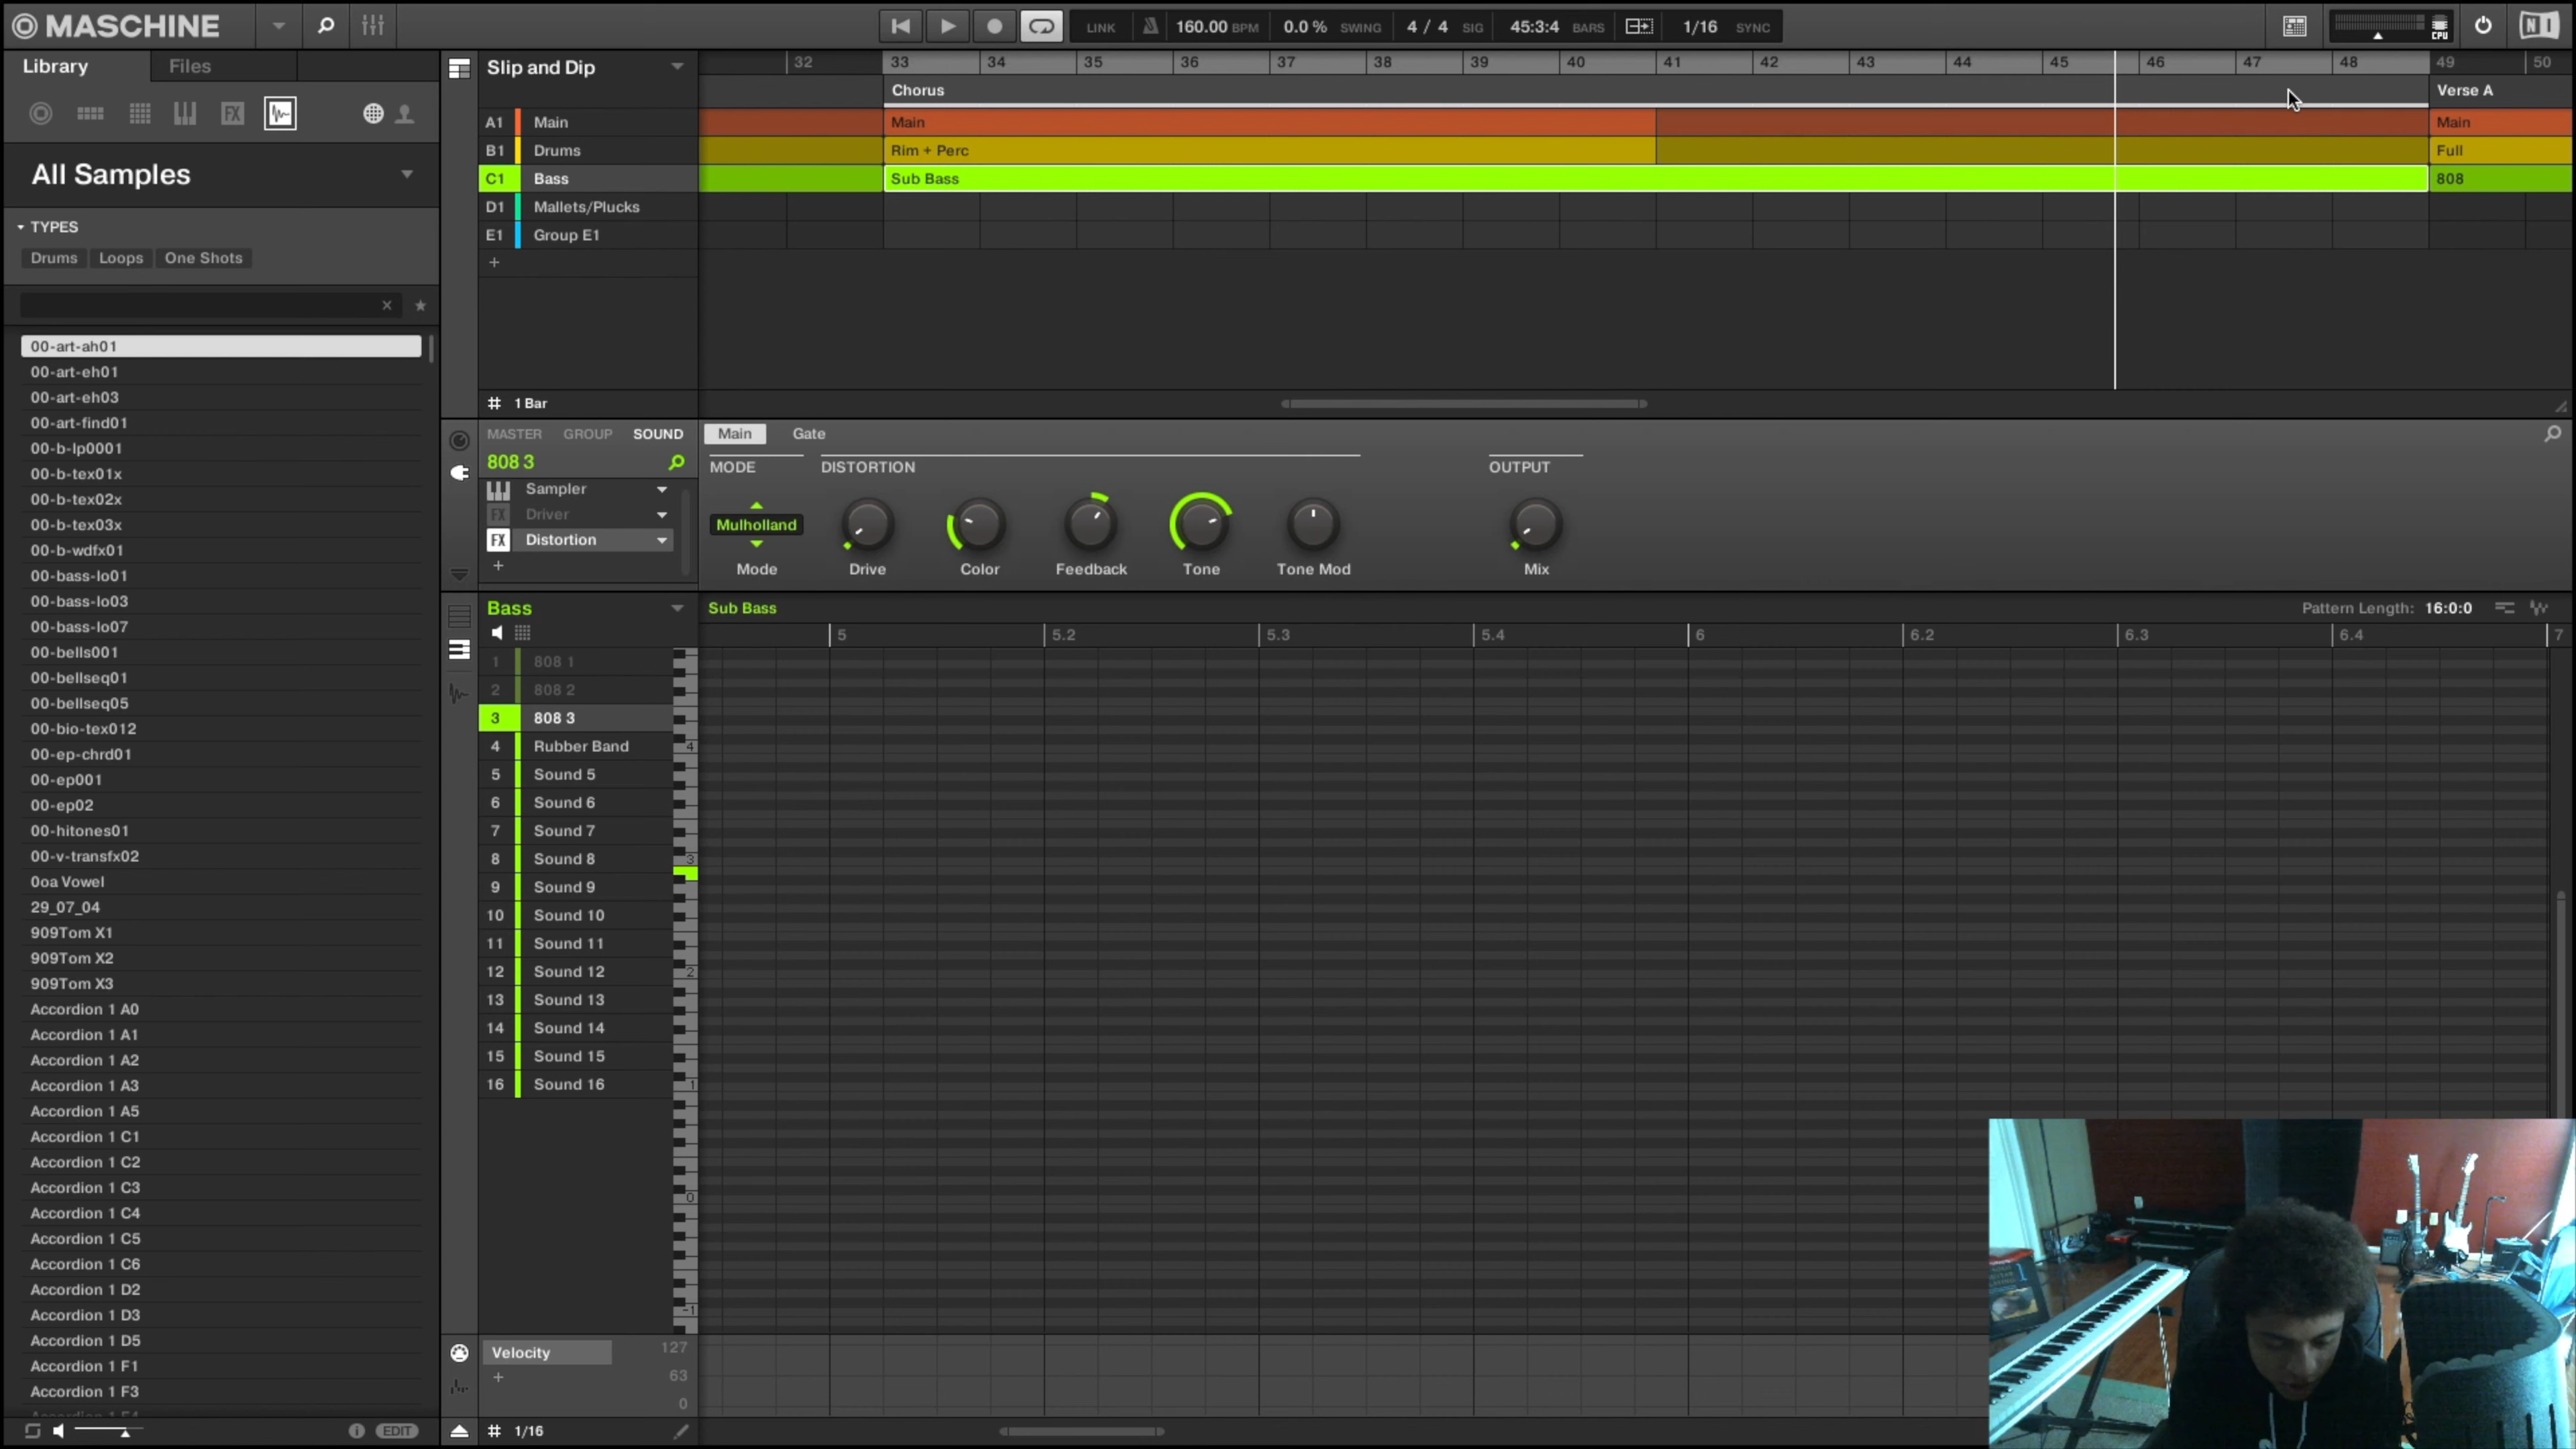 MASCHINE
LINK 160.00 BPM 0.0 % SWING 4 / 4 SIG 45:3:4 BARS 1/16 SYNC
CPU
Library Files
All Samples
TYPES
Drums Loops One Shots
00-art-ah01
00-art-eh01
00-art-eh03
00-art-find01
00-b-lp0001
00-b-tex01x
00-b-tex02x
00-b-tex03x
00-b-wdfx01
00-bass-lo01
00-bass-lo03
00-bass-lo07
00-bells001
00-bellseq01
00-bellseq05
00-bio-tex012
00-ep-chrd01
00-ep001
00-ep02
00-hitones01
00-v-transfx02
0oa Vowel
29_07_04
909Tom X1
909Tom X2
909Tom X3
Accordion 1 A0
Accordion 1 A1
Accordion 1 A2
Accordion 1 A3
Accordion 1 A5
Accordion 1 C1
Accordion 1 C2
Accordion 1 C3
Accordion 1 C4
Accordion 1 C5
Accordion 1 C6
Accordion 1 D2
Accordion 1 D3
Accordion 1 D5
Accordion 1 F1
Accordion 1 F3
EDIT
Slip and Dip
32 33 34 35 36 37 38 39 40 41 42 43 44 45 46 47 48 49 50
Chorus Verse A
A1 Main Main Main
B1 Drums Rim + Perc Full
C1 Bass Sub Bass 808
D1 Mallets/Plucks
E1 Group E1
+
# 1 Bar
MASTER GROUP SOUND Main Gate
808 3
Sampler
FX Driver
FX Distortion
+
MODE DISTORTION OUTPUT
Mulholland
Mode Drive Color Feedback Tone Tone Mod Mix
Bass Sub Bass Pattern Length: 16:0:0
5 5.2 5.3 5.4 6 6.2 6.3 6.4 7
1 808 1
2 808 2
3 808 3
4 Rubber Band
5 Sound 5
6 Sound 6
7 Sound 7
8 Sound 8
9 Sound 9
10 Sound 10
11 Sound 11
12 Sound 12
13 Sound 13
14 Sound 14
15 Sound 15
16 Sound 16
4
3
2
1
0
-1
Velocity 127
+ 63
0
# 1/16